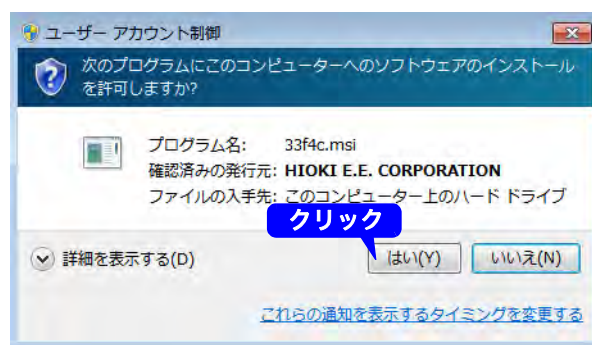 ユーザー アカウント制御
次のプログラムにこのコンピューターへのソフトウェアのインストール
を許可しますか?
プログラム名: 33f4c.msi
確認済みの発行元: HIOKI E.E. CORPORATION
ファイルの入手先: このコンピューター上のハード ドライブ
クリック
詳細を表示する(D)
はい(Y)
いいえ(N)
これらの通知を表示するタイミングを変更する